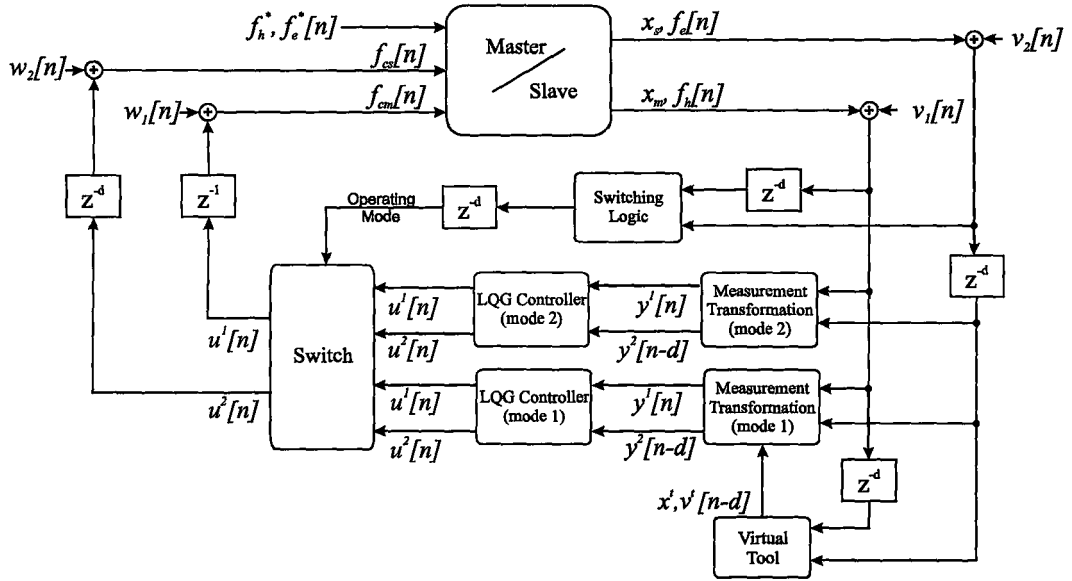 f_h^*, f_e^*[n]
x_s, f_e[n]
v_2[n]
w_2[n]
f_cs[n]
Master
Slave
w_1[n]
f_cm[n]
x_m, f_h[n]
v_1[n]
z^-d
z^-1
Operating
Mode
z^-d
Switching
Logic
z^-d
z^-d
Switch
u^1[n]
u^2[n]
LQG Controller
(mode 2)
y^1[n]
y^2[n-d]
Measurement
Transformation
(mode 2)
u^1[n]
u^2[n]
u^1[n]
u^2[n]
LQG Controller
(mode 1)
y^1[n]
y^2[n-d]
Measurement
Transformation
(mode 1)
z^-d
x^t, v^t[n-d]
Virtual
Tool